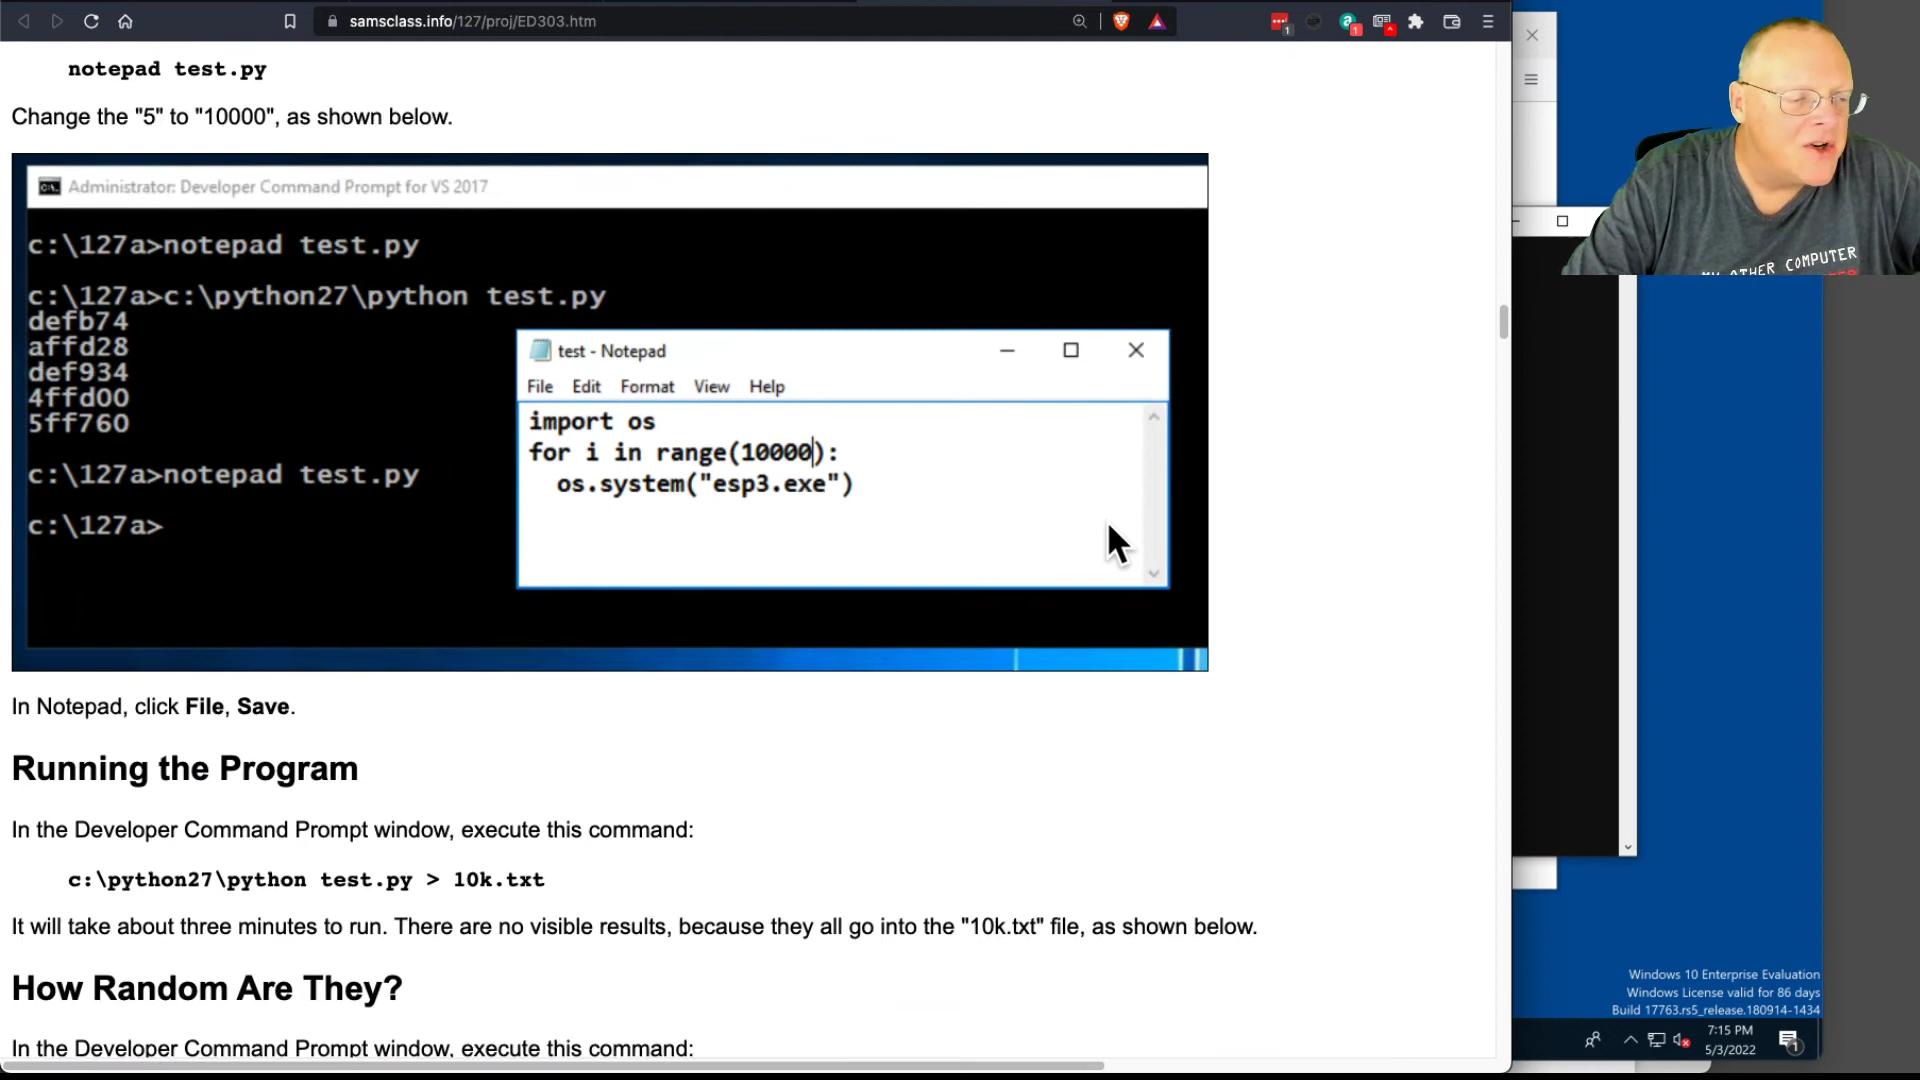 samsclass.info/127/proj/ED303.htm
notepad test.py
Change the "5" to "10000", as shown below.
Administrator: Developer Command Prompt for VS 2017
c:\127a>notepad test.py
c:\127a>c:\python27\python test.py
defb74
affd28
def934
4ffd00
5ff760
c:\127a>notepad test.py
c:\127a>
test - Notepad
File Edit Format View Help
import os
for i in range(10000):
os.system("esp3.exe")
In Notepad, click File, Save.
Running the Program
In the Developer Command Prompt window, execute this command:
c:\python27\python test.py > 10k.txt
It will take about three minutes to run. There are no visible results, because they all go into the "10k.txt" file, as shown below.
How Random Are They?
In the Developer Command Prompt window, execute this command:
OTHER COMPUTER
Windows 10 Enterprise Evaluation
Windows License valid for 86 days
Build 17763.rs5_release.180914-1434
7:15 PM
5/3/2022